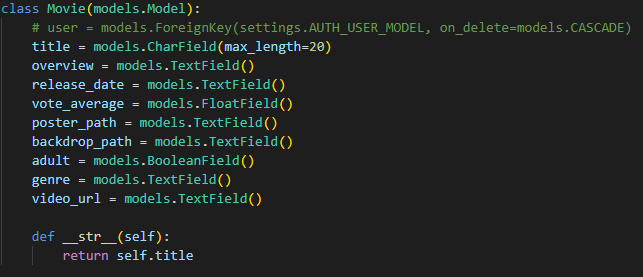 class Movie(models.Model):
    # user = models.ForeignKey(settings.AUTH_USER_MODEL, on_delete=models.CASCADE)
    title = models.CharField(max_length=20)
    overview = models.TextField()
    release_date = models.TextField()
    vote_average = models.FloatField()
    poster_path = models.TextField()
    backdrop_path = models.TextField()
    adult = models.BooleanField()
    genre = models.TextField()
    video_url = models.TextField()
    def __str__(self):
        return self.title